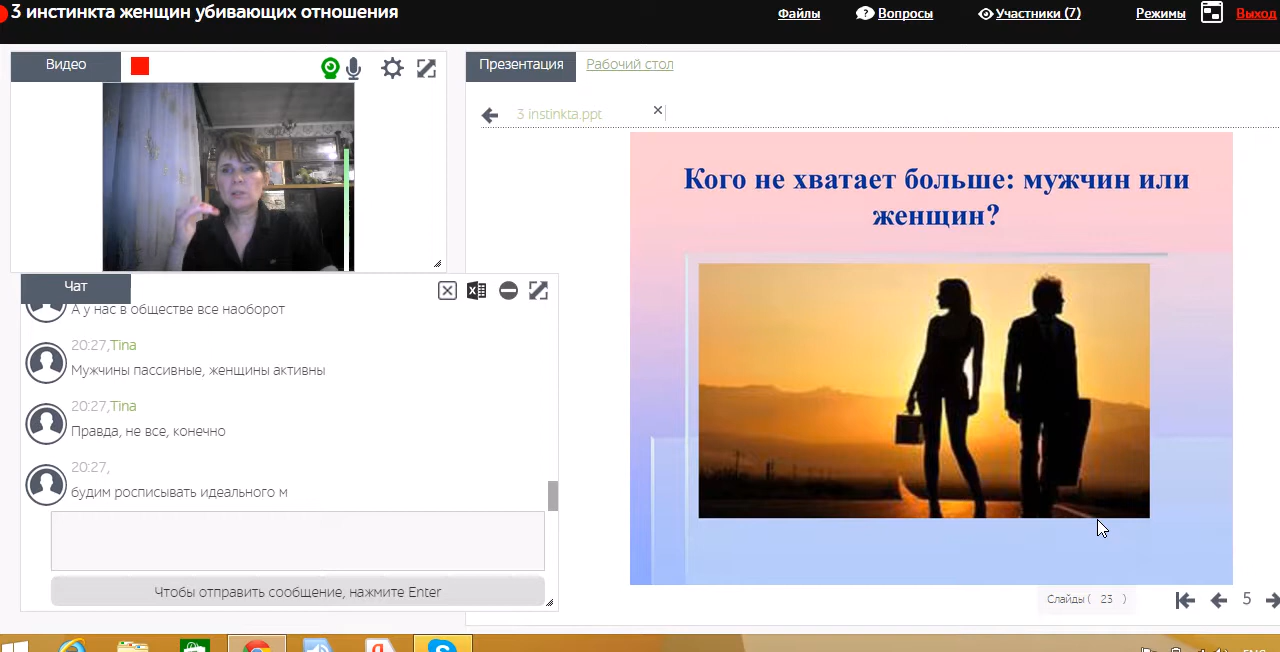 3 инстинкта женщин убивающих отношения
Файлы
Вопросы
Участники (7)
Режимы
Выход
Видео
Презентация
Рабочий стол
3 instinkta.ppt
Кого не хватает больше: мужчин или
женщин?
Чат
А у нас в обществе все наоборот
20:27,Tina
Мужчины пассивные, женщины активны
20:27,Tina
Правда, не все, конечно
20:27,
будим росписывать идеального м
Чтобы отправить сообщение, нажмите Enter
Слайды ( 23 )
5